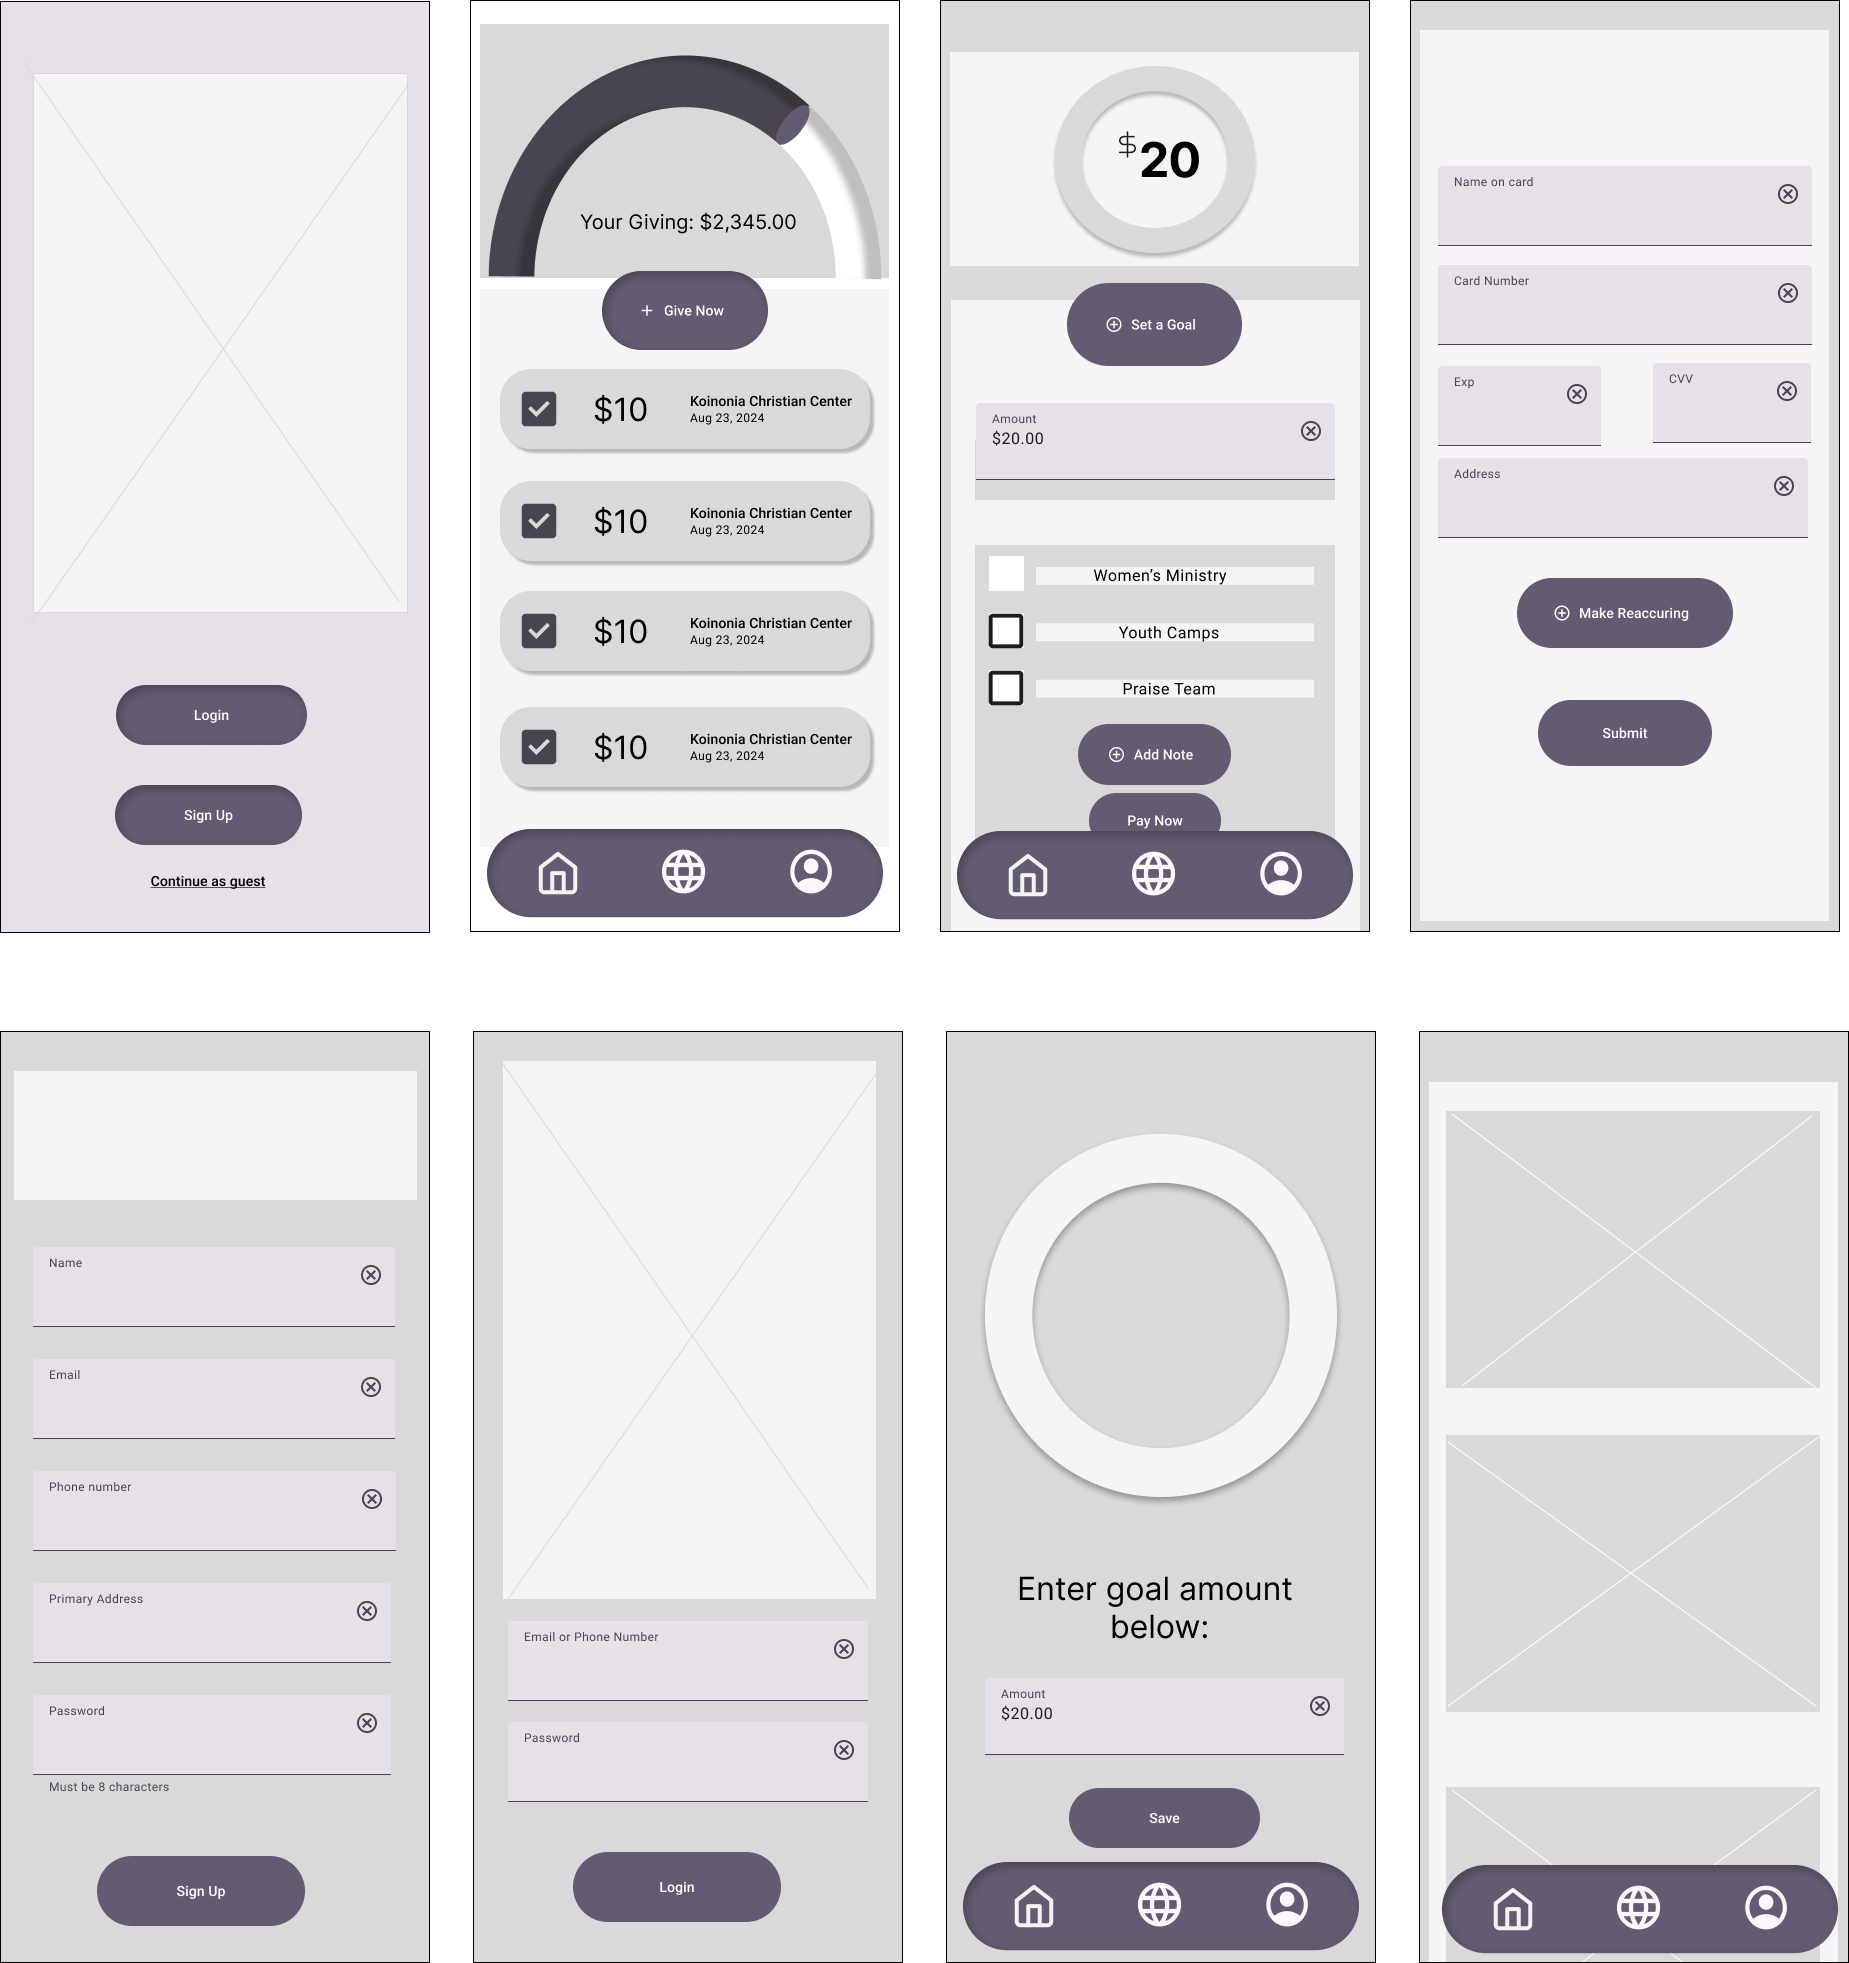 Login
Sign Up
Continue as guest
Your Giving: $2,345.00
+ Give Now
$10
Koinonia Christian Center
Aug 23, 2024
$10
Koinonia Christian Center
Aug 23, 2024
$10
Koinonia Christian Center
Aug 23, 2024
$10
Koinonia Christian Center
Aug 23, 2024
$20
Set a Goal
Amount
$20.00
Women’s Ministry
Youth Camps
Praise Team
Add Note
Pay Now
Name on card
Card Number
Exp
CVV
Address
Make Reaccuring
Submit
Name
Email
Phone number
Primary Address
Password
Must be 8 characters
Sign Up
Email or Phone Number
Password
Login
Enter goal amount
below:
Amount
$20.00
Save